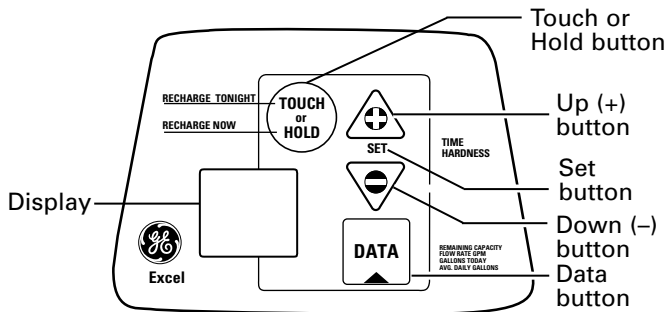 Touch or
Hold button
RECHARGE TONIGHT
TOUCH
or
HOLD
RECHARGE NOW
Up (+)
button
SET
TIME
HARDNESS
Set
button
Display
Down (–)
button
GE
Excel
DATA
REMAINING CAPACITY
FLOW RATE GPM
GALLONS TODAY
AVG. DAILY GALLONS
Data
button